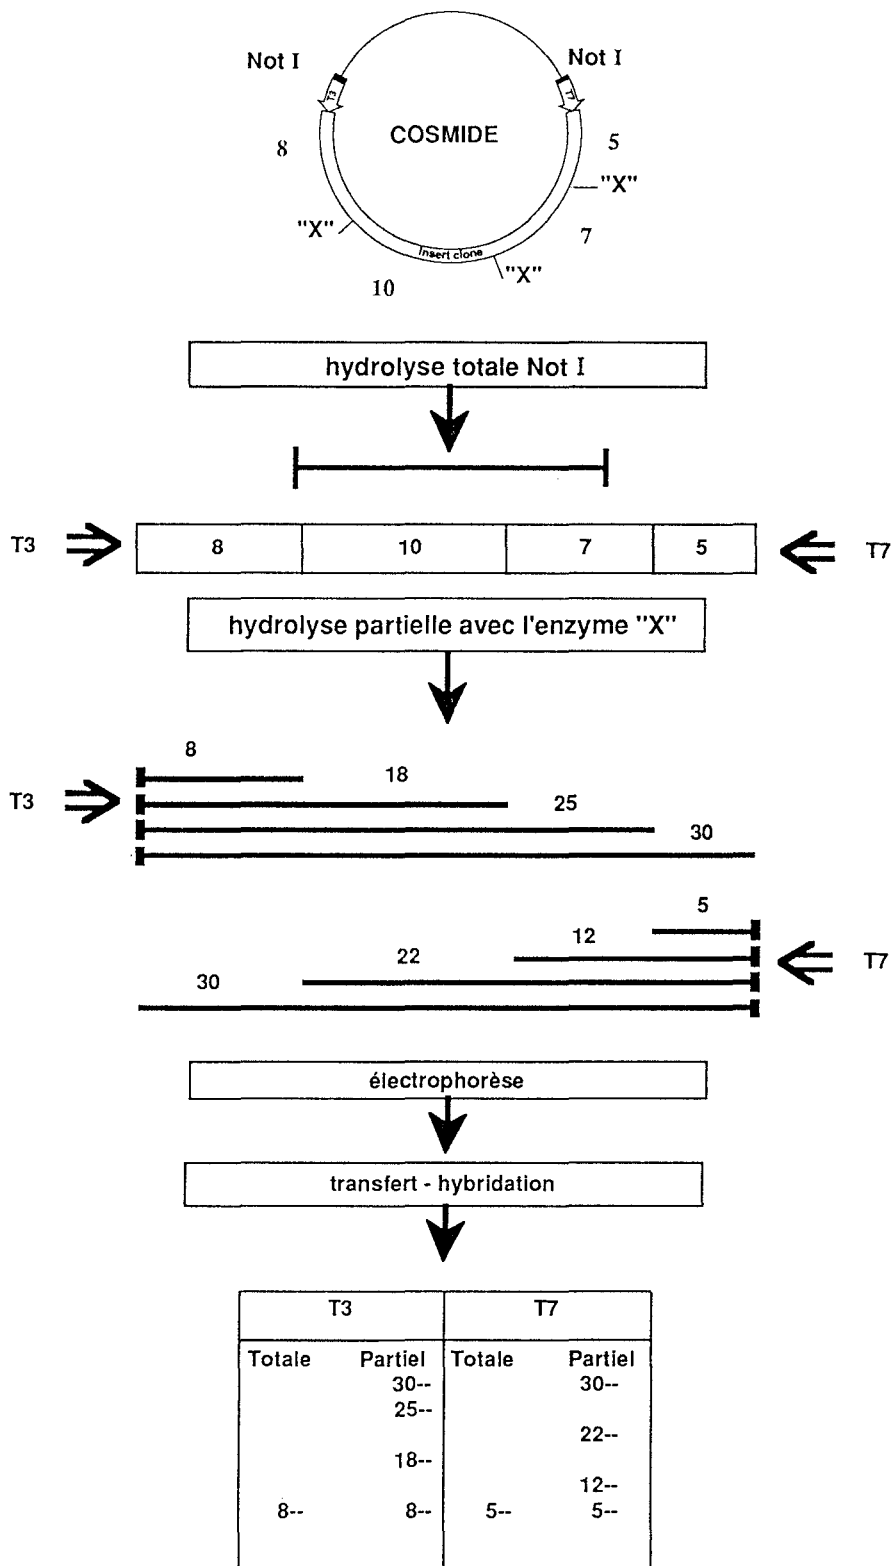 Not I
Not I
T3
T7
COSMIDE
8
5
"X"
"X"
7
Insert clone
"X"
10
hydrolyse totale Not I
T3
8 10 7 5
T7
hydrolyse partielle avec l'enzyme "X"
8
18
T3
25
30
5
12
22
T7
30
électrophorèse
transfert - hybridation
T3 T7
Totale Partiel Totale Partiel
30-- 30--
25--
22--
18--
12--
8-- 8-- 5-- 5--